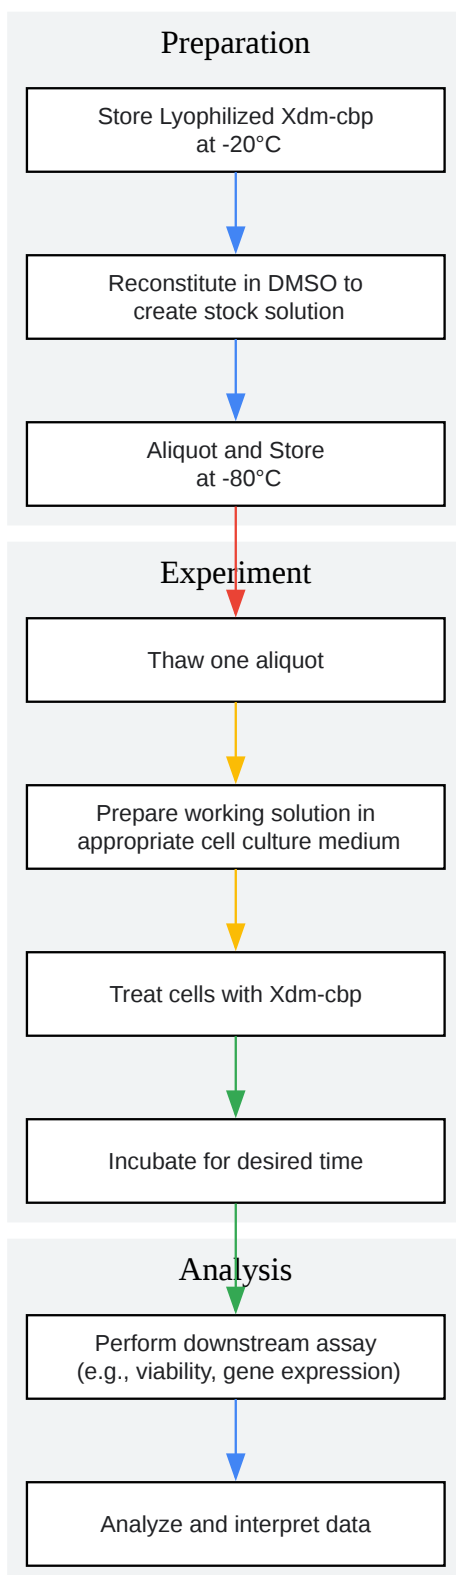 Preparation
Store Lyophilized Xdm-cbp
at -20°C
Reconstitute in DMSO to
create stock solution
Aliquot and Store
at -80°C
Experiment
Thaw one aliquot
Prepare working solution in
appropriate cell culture medium
Treat cells with Xdm-cbp
Incubate for desired time
Analysis
Perform downstream assay
(e.g., viability, gene expression)
Analyze and interpret data